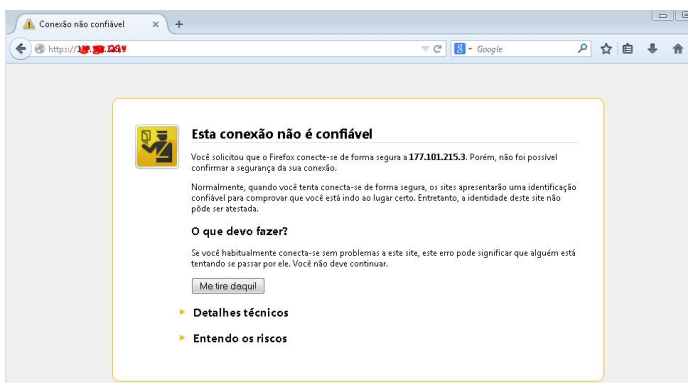 Conexão não confiável
https://
Google
Esta conexão não é confiável
Você solicitou que o Firefox conecte-se de forma segura a 177.101.215.3. Porém, não foi possível
confirmar a segurança da sua conexão.
Normalmente, quando você tenta conecta-se de forma segura, os sites apresentarão uma identificação
confiável para comprovar que você está indo ao lugar certo. Entretanto, a identidade deste site não
pôde ser atestada.
O que devo fazer?
Se você habitualmente conecta-se sem problemas a este site, este erro pode significar que alguém está
tentando se passar por ele. Você não deve continuar.
Me tire daqui!
Detalhes técnicos
Entendo os riscos